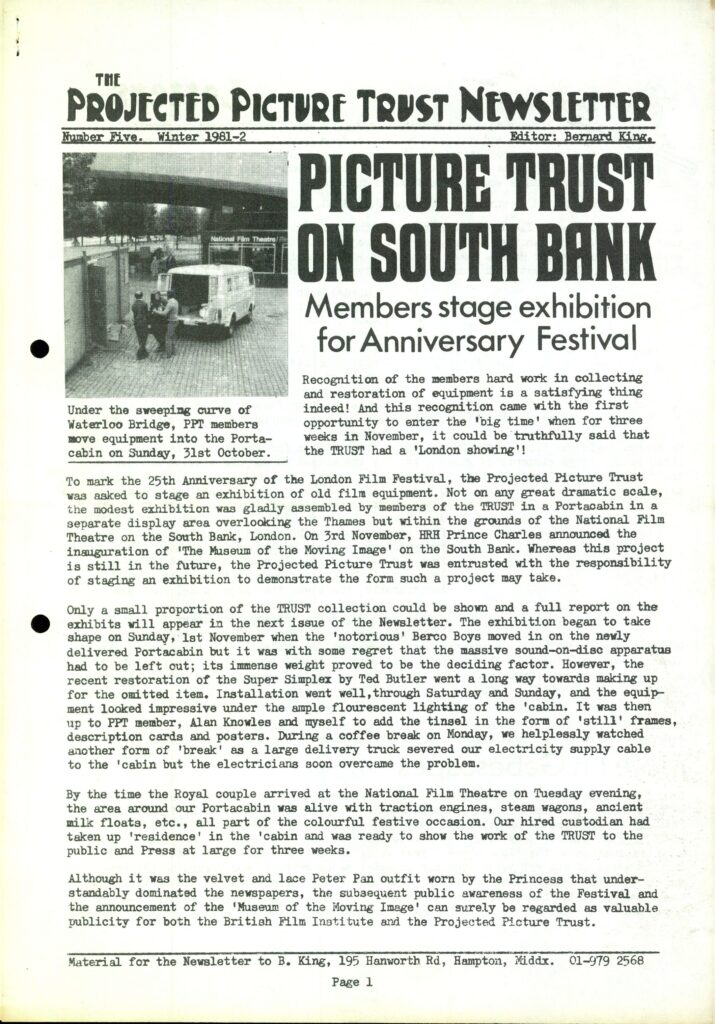 THE
PROJECTED PICTURE TRUST NEWSLETTER
Number Five. Winter 1981-2
Editor: Bernard King.
National Film Theatre
PICTURE TRUST
ON SOUTH BANK
Members stage exhibition
for Anniversary Festival
Under the sweeping curve of
Waterloo Bridge, PPT members
move equipment into the Porta-
cabin on Sunday, 31st October.
Recognition of the members hard work in collecting
and restoration of equipment is a satisfying thing
indeed! And this recognition came with the first
opportunity to enter the 'big time' when for three
weeks in November, it could be truthfully said that
the TRUST had a 'London showing'!
To mark the 25th Anniversary of the London Film Festival, the Projected Picture Trust
was asked to stage an exhibition of old film equipment. Not on any great dramatic scale,
the modest exhibition was gladly assembled by members of the TRUST in a Portacabin in a
separate display area overlooking the Thames but within the grounds of the National Film
Theatre on the South Bank, London. On 3rd November, HRH Prince Charles announced the
inauguration of 'The Museum of the Moving Image' on the South Bank. Whereas this project
is still in the future, the Projected Picture Trust was entrusted with the responsibility
of staging an exhibition to demonstrate the form such a project may take.
Only a small proportion of the TRUST collection could be shown and a full report on the
exhibits will appear in the next issue of the Newsletter. The exhibition began to take
shape on Sunday, 1st November when the 'notorious' Berco Boys moved in on the newly
delivered Portacabin but it was with some regret that the massive sound-on-disc apparatus
had to be left out; its immense weight proved to be the deciding factor. However, the
recent restoration of the Super Simplex by Ted Butler went a long way towards making up
for the omitted item. Installation went well,through Saturday and Sunday, and the equip-
ment looked impressive under the ample flourescent lighting of the 'cabin. It was then
up to PPT member, Alan Knowles and myself to add the tinsel in the form of 'still' frames,
description cards and posters. During a coffee break on Monday, we helplessly watched
another form of 'break' as a large delivery truck severed our electricity supply cable
to the 'cabin but the electricians soon overcame the problem.
By the time the Royal couple arrived at the National Film Theatre on Tuesday evening,
the area around our Portacabin was alive with traction engines, steam wagons, ancient
milk floats, etc., all part of the colourful festive occasion. Our hired custodian had
taken up 'residence' in the 'cabin and was ready to show the work of the TRUST to the
public and Press at large for three weeks.
Although it was the velvet and lace Peter Pan outfit worn by the Princess that under-
standably dominated the newspapers, the subsequent public awareness of the Festival and
the announcement of the 'Museum of the Moving Image' can surely be regarded as valuable
publicity for both the British Film Institute and the Projected Picture Trust.
Material for the Newsletter to B. King, 195 Hanworth Rd, Hampton, Middx. 01-979 2568
Page 1